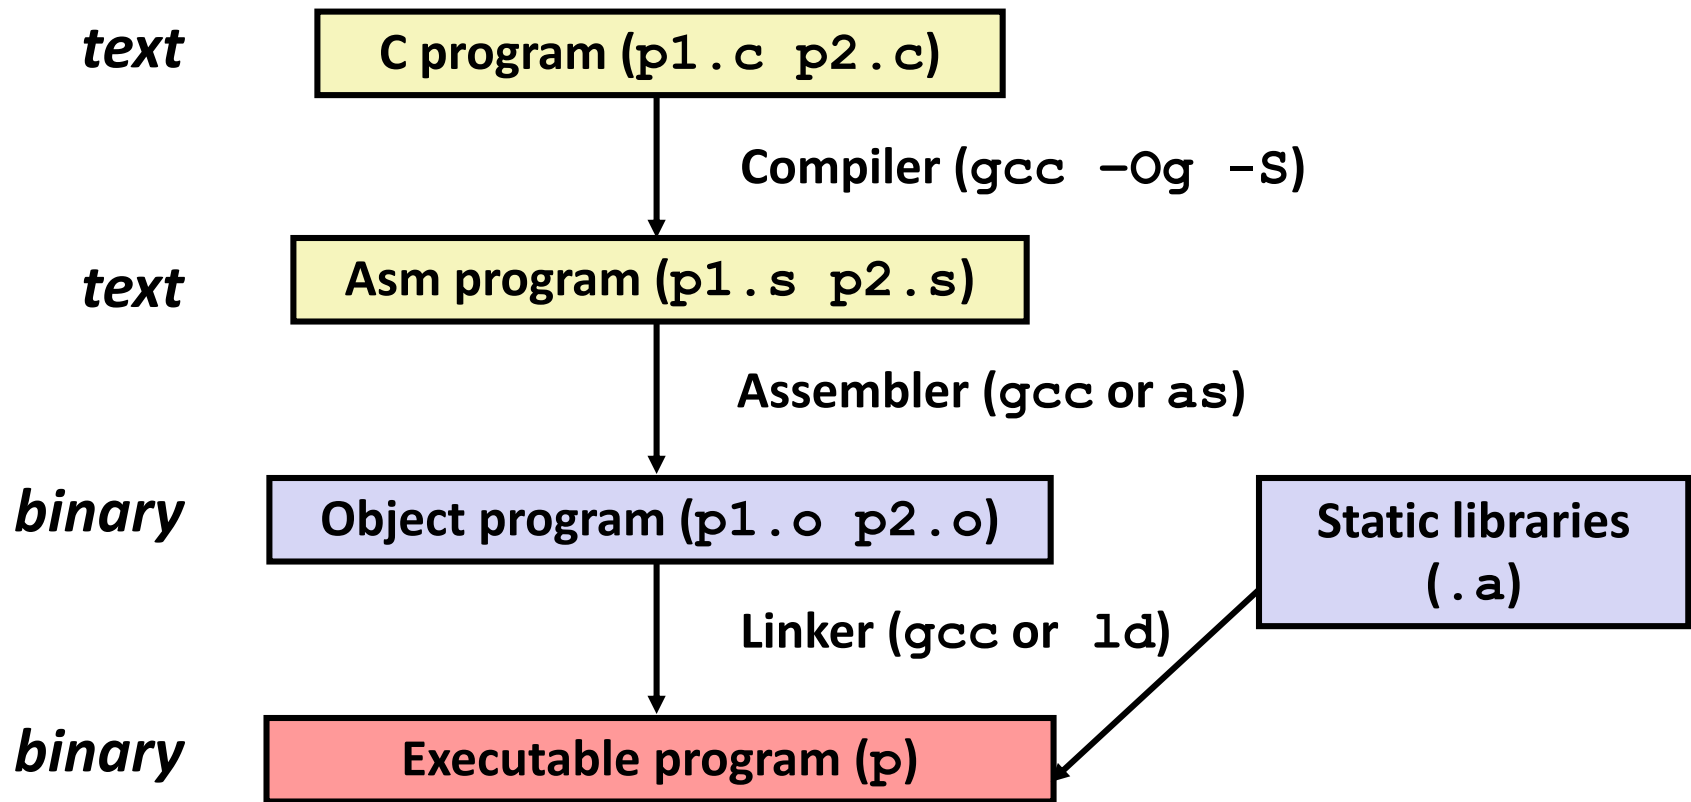 text
C program (p1.c p2.c)
Compiler (gcc –Og -S)
text
Asm program (p1.s p2.s)
Assembler (gcc or as)
binary
Object program (p1.o p2.o)
Static libraries
(.a)
Linker (gcc or ld)
binary
Executable program (p)